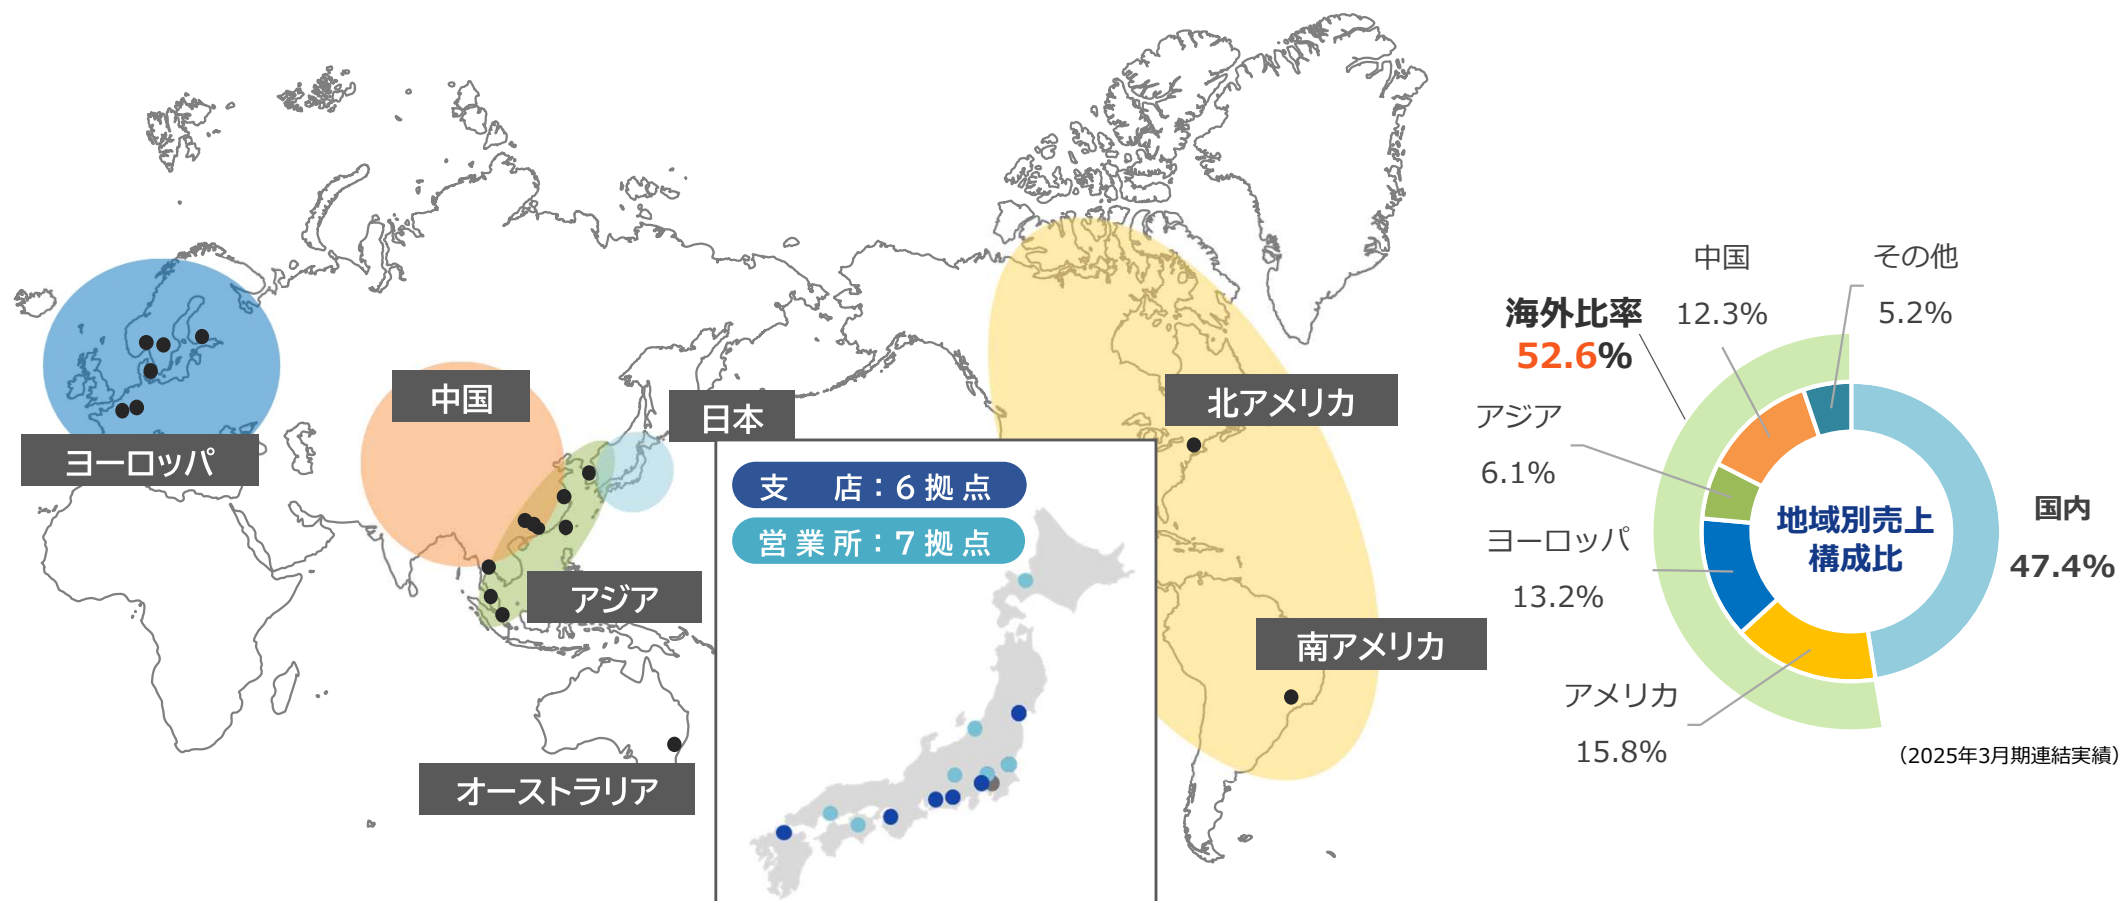 ヨーロッパ
中国
日本
アジア
オーストラリア
北アメリカ
南アメリカ
支 店：6拠点
営業所：7拠点
海外比率
52.6%
中国
12.3%
その他
5.2%
アジア
6.1%
ヨーロッパ
13.2%
アメリカ
15.8%
国内
47.4%
地域別売上
構成比
（2025年3月期連結実績）